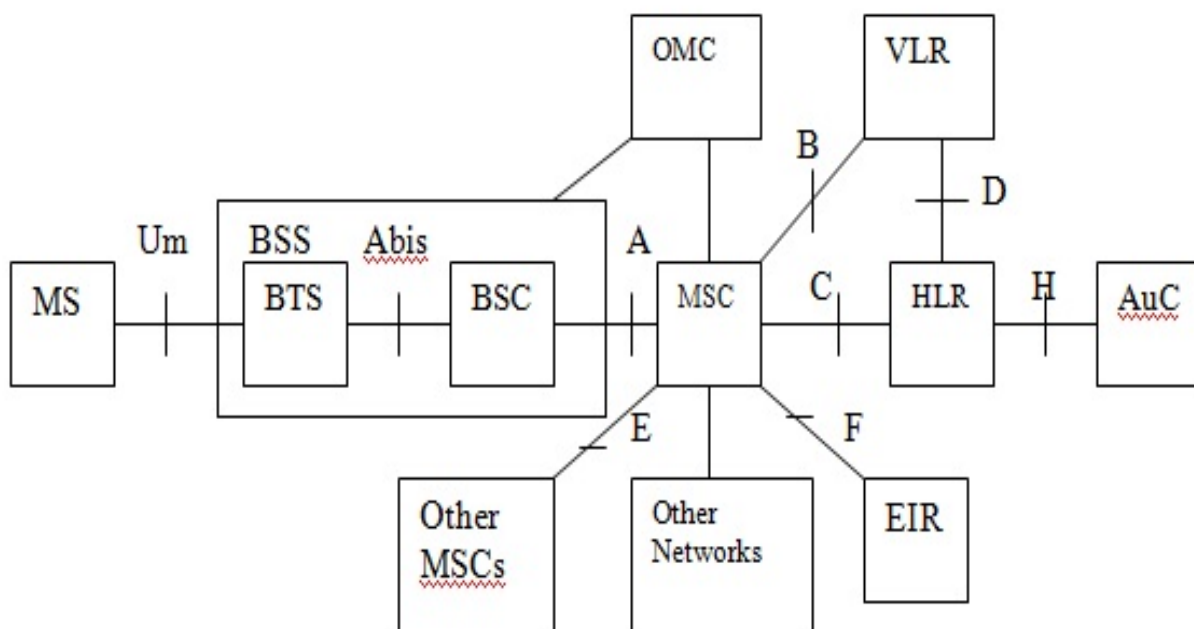 OMC
VLR
B
D
Um
BSS
Abis
A
MS
BTS
BSC
MSC
C
HLR
H
AuC
E
F
Other
MSCs
Other
Networks
EIR